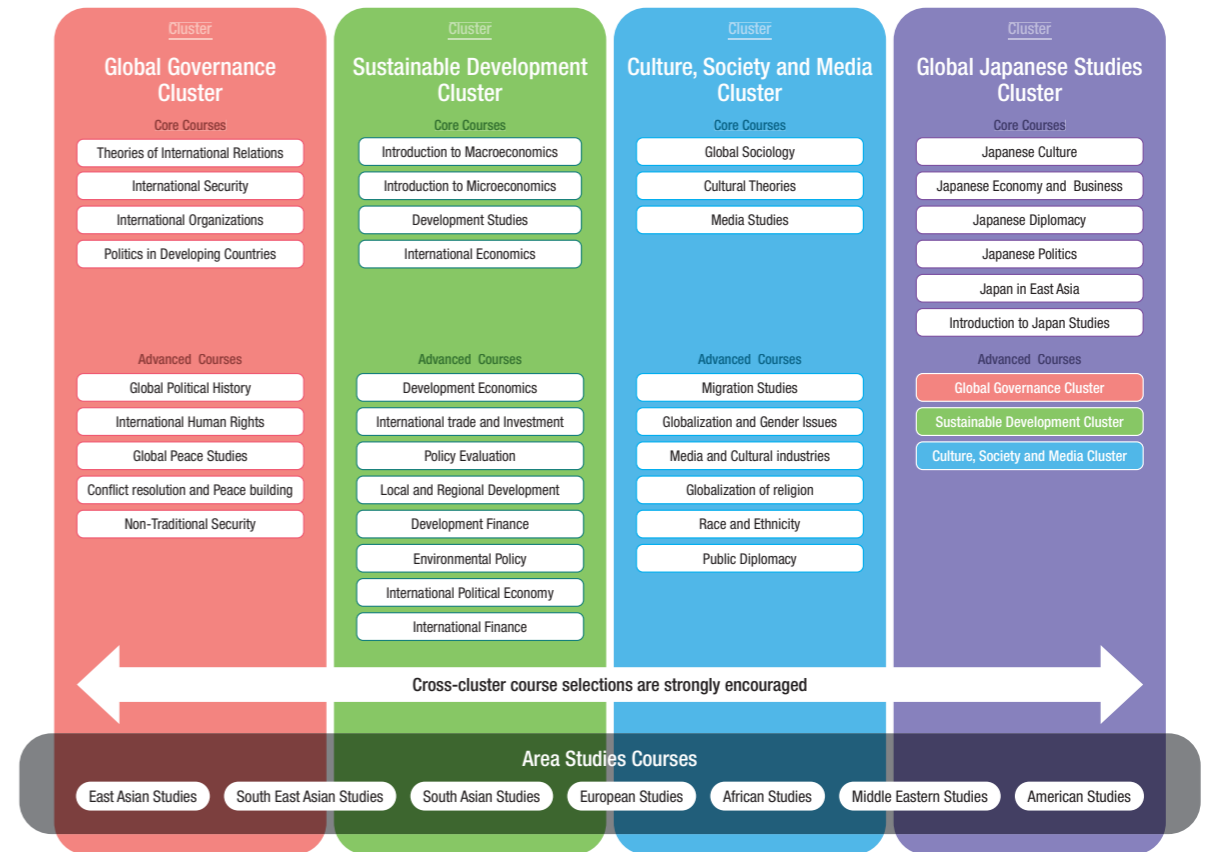 Cluster
Global Governance
Cluster
Core Courses
Theories of International Relations
International Security
International Organizations
Politics in Developing Countries
Advanced Courses
Global Political History
International Human Rights
Global Peace Studies
Conflict resolution and Peace building
Non-Traditional Security
Cluster
Sustainable Development
Cluster
Core Courses
Introduction to Macroeconomics
Introduction to Microeconomics
Development Studies
International Economics
Advanced Courses
Development Economics
International trade and Investment
Policy Evaluation
Local and Regional Development
Development Finance
Environmental Policy
International Political Economy
International Finance
Cluster
Culture, Society and Media
Cluster
Core Courses
Global Sociology
Cultural Theories
Media Studies
Advanced Courses
Migration Studies
Globalization and Gender Issues
Media and Cultural industries
Globalization of religion
Race and Ethnicity
Public Diplomacy
Cluster
Global Japanese Studies
Cluster
Core Courses
Japanese Culture
Japanese Economy and Business
Japanese Diplomacy
Japanese Politics
Japan in East Asia
Introduction to Japan Studies
Advanced Courses
Global Governance Cluster
Sustainable Development Cluster
Culture, Society and Media Cluster
Cross-cluster course selections are strongly encouraged
Area Studies Courses
East Asian Studies
South East Asian Studies
South Asian Studies
European Studies
African Studies
Middle Eastern Studies
American Studies